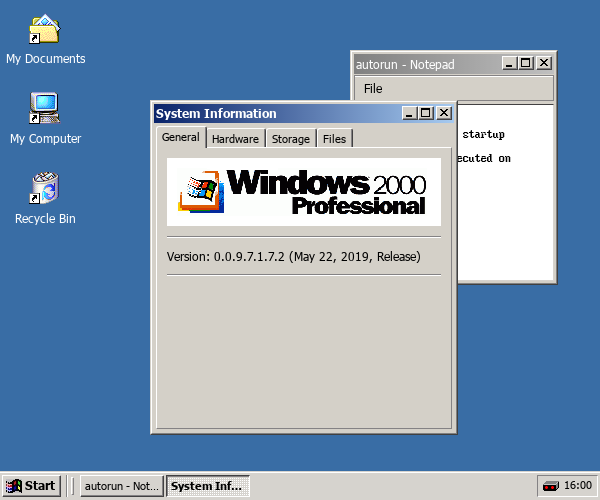 My Documents
My Computer
Recycle Bin
autorun - Notepad
File
startup
ecuted on
System Information
General
Hardware
Storage
Files
Windows 2000
Professional
Version: 0.0.9.7.1.7.2 (May 22, 2019, Release)
Start
autorun - Not...
System Inf...
16:00